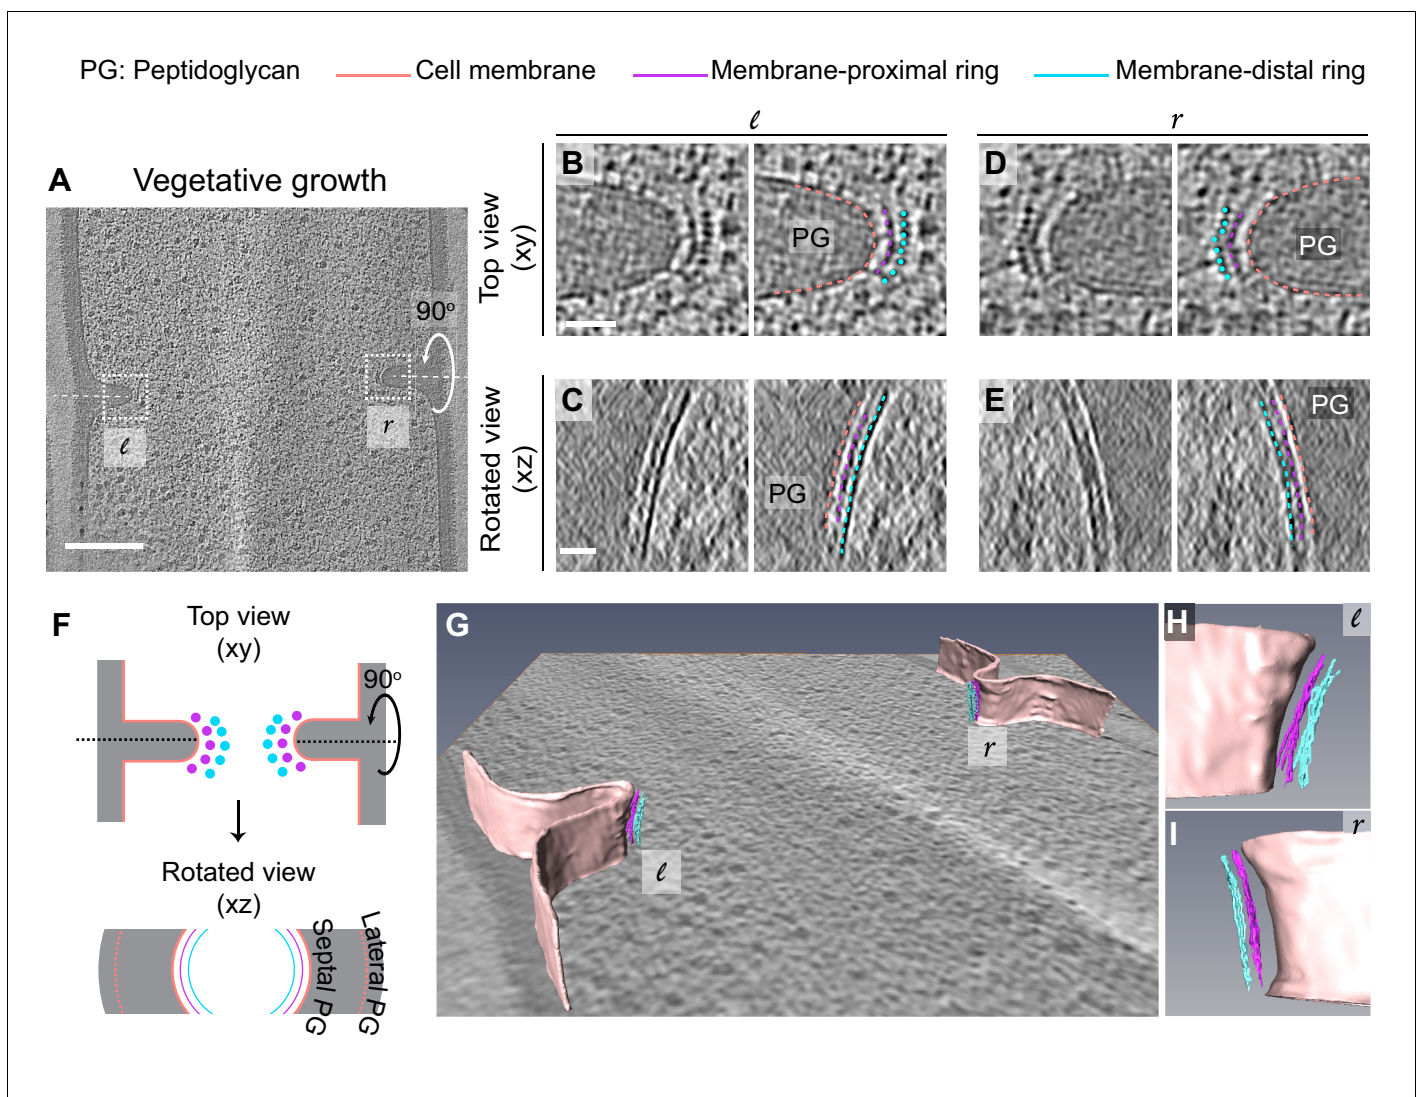 PG: Peptidoglycan Cell membrane Membrane-proximal ring Membrane-distal ring
ℓ r
A Vegetative growth
90°
ℓ
r
Top view
(xy)
B
PG
D
PG
Rotated view
(xz)
C
PG
E
PG
F
Top view
(xy)
90°
Rotated view
(xz)
Septal PG
Lateral PG
G
r
ℓ
H
ℓ
I
r